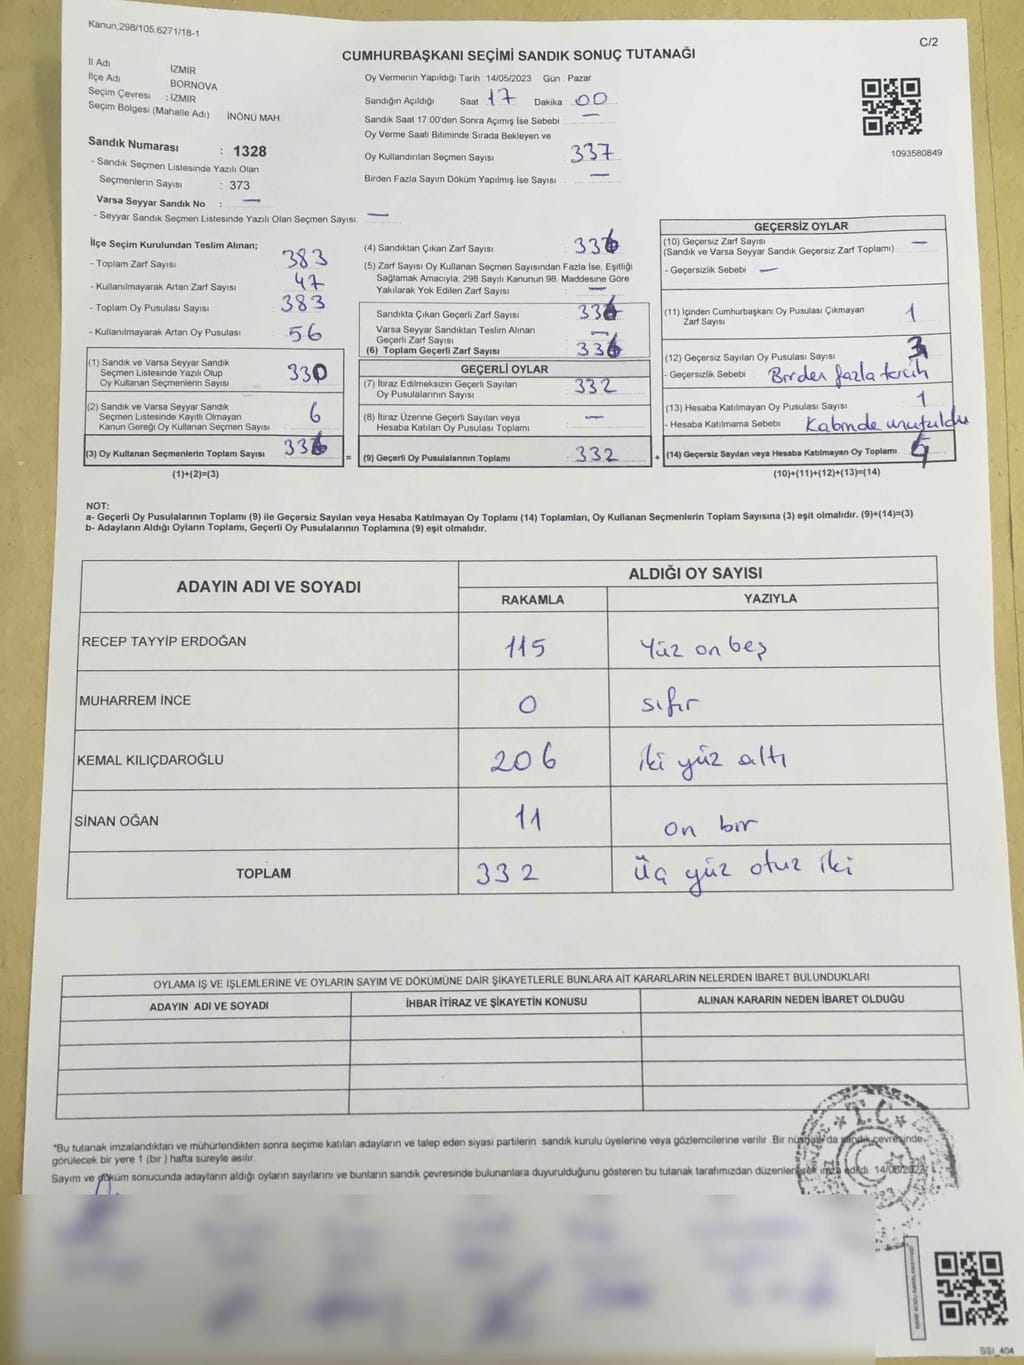 Kanun;298/105,6271/18-1
C/2
CUMHURBAŞKANI SEÇİMİ SANDIK SONUÇ TUTANAĞI
İl Adı İZMİR
İlçe Adı BORNOVA
Seçim Çevresi : İZMİR
Seçim Bölgesi (Mahalle Adı) İNÖNÜ MAH
Sandık Numarası : 1328
- Sandık Seçmen Listesinde Yazılı Olan
Seçmenlerin Sayısı : 373
Varsa Seyyar Sandık No : —
- Seyyar Sandık Seçmen Listesinde Yazılı Olan Seçmen Sayısı: —
Oy Vermenin Yapıldığı Tarih 14/05/2023 Gün : Pazar
Sandığın Açıldığı Saat 17 Dakika 00
Sandık Saat 17:00'den Sonra Açımış İse Sebebi —
Oy Verme Saati Bitiminde Sırada Bekleyen ve
Oy Kullandırılan Seçmen Sayısı : 337
Birden Fazla Sayım Döküm Yapılmış İse Sayısı : —
1093580849
İlçe Seçim Kurulundan Teslim Alınan;
- Toplam Zarf Sayısı : 383
- Kullanılmayarak Artan Zarf Sayısı : 47
- Toplam Oy Pusulası Sayısı : 383
- Kullanılmayarak Artan Oy Pusulası : 56
(1) Sandık ve Varsa Seyyar Sandık
Seçmen Listesinde Yazılı Olup
Oy Kullanan Seçmenlerin Sayısı : 330
(2) Sandık ve Varsa Seyyar Sandık
Seçmen Listesinde Kayıtlı Olmayan
Kanun Gereği Oy Kullanan Seçmen Sayısı : 6
(3) Oy Kullanan Seçmenlerin Toplam Sayısı : 336
(1)+(2)=(3)
(4) Sandıktan Çıkan Zarf Sayısı : 336
(5) Zarf Sayısı Oy Kullanan Seçmen Sayısından Fazla İse, Eşitliği
Sağlamak Amacıyla, 298 Sayılı Kanunun 98. Maddesine Göre
Yakılarak Yok Edilen Zarf Sayısı : —
Sandıkta Çıkan Geçerli Zarf Sayısı : 336
Varsa Seyyar Sandıktan Teslim Alınan
Geçerli Zarf Sayısı : —
(6) Toplam Geçerli Zarf Sayısı : 336
GEÇERLİ OYLAR
(7) İtiraz Edilmeksizin Geçerli Sayılan
Oy Pusulalarının Sayısı : 332
(8) İtiraz Üzerine Geçerli Sayılan veya
Hesaba Katılan Oy Pusulası Toplamı : —
= (9) Geçerli Oy Pusulalarının Toplamı : 332 +
GEÇERSİZ OYLAR
(10) Geçersiz Zarf Sayısı
(Sandık ve Varsa Seyyar Sandık Geçersiz Zarf Toplamı) : —
- Geçersizlik Sebebi : —
(11) İçinden Cumhurbaşkanı Oy Pusulası Çıkmayan
Zarf Sayısı : 1
(12) Geçersiz Sayılan Oy Pusulası Sayısı
- Geçersizlik Sebebi : Birden fazla tercih
(13) Hesaba Katılmayan Oy Pusulası Sayısı : 1
- Hesaba Katılmama Sebebi : Kabinde unutuldu
(14) Geçersiz Sayılan veya Hesaba Katılmayan Oy Toplamı :
(10)+(11)+(12)+(13)=(14)
NOT:
a- Geçerli Oy Pusulalarının Toplamı (9) ile Geçersiz Sayılan veya Hesaba Katılmayan Oy Toplamı (14) Toplamları, Oy Kullanan Seçmenlerin Toplam Sayısına (3) eşit olmalıdır. (9)+(14)=(3)
b- Adayların Aldığı Oyların Toplamı, Geçerli Oy Pusulalarının Toplamına (9) eşit olmalıdır.
ADAYIN ADI VE SOYADI ALDIĞI OY SAYISI
RAKAMLA YAZIYLA
RECEP TAYYİP ERDOĞAN 115 Yüz on beş
MUHARREM İNCE 0 sıfır
KEMAL KILIÇDAROĞLU 206 iki yüz altı
SİNAN OĞAN 11 on bir
TOPLAM 332 üç yüz otuz iki
OYLAMA İŞ VE İŞLEMLERİNE VE OYLARIN SAYIM VE DÖKÜMÜNE DAİR ŞİKAYETLERLE BUNLARA AİT KARARLARIN NELERDEN İBARET BULUNDUKLARI
ADAYIN ADI VE SOYADI İHBAR İTİRAZ VE ŞİKAYETİN KONUSU ALINAN KARARIN NEDEN İBARET OLDUĞU
*Bu tutanak imzalandıktan ve mühürlendikten sonra seçime katılan adayların ve talep eden siyasi partilerin sandık kurulu üyelerine veya gözlemcilerine verilir. Bir nüshası da sandık çevresinde
görülecek bir yere 1 (bir ) hafta süreyle asılır.
Sayım ve döküm sonucunda adayların aldığı oyların sayılarını ve bunların sandık çevresinde bulunanlara duyurulduğunu gösteren bu tutanak tarafımızdan düzenlenerek imza edildi. 14/05/2023
T.C
SSI_404